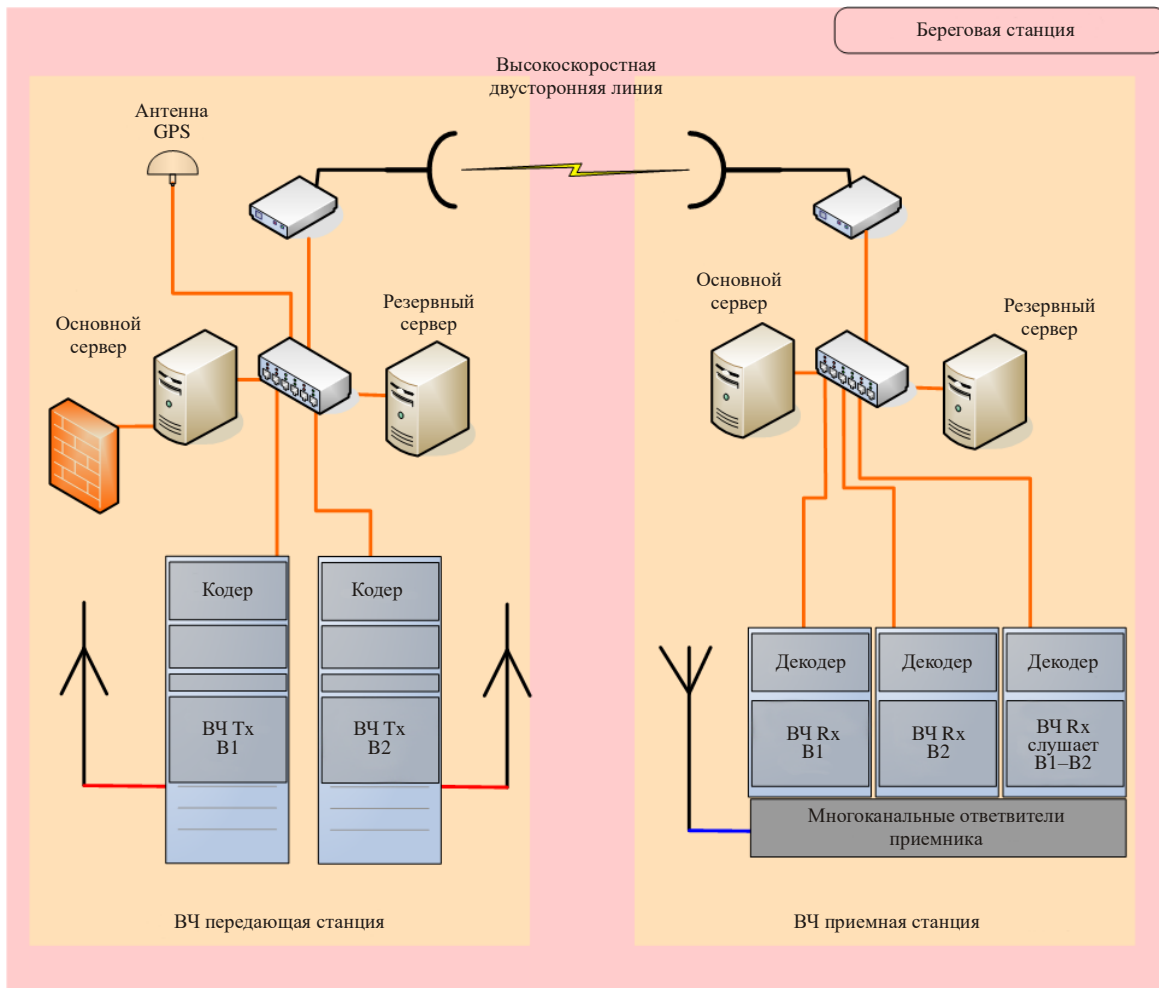 Береговая станция
Высокоскоростная
двусторонняя линия
Антенна
GPS
Основной
сервер
Резервный
сервер
Основной
сервер
Резервный
сервер
Кодер
Кодер
ВЧ Tx
B1
ВЧ Tx
B2
Декодер
Декодер
Декодер
ВЧ Rx
B1
ВЧ Rx
B2
ВЧ Rx
слушает
B1–B2
Многоканальные ответвители
приемника
ВЧ передающая станция
ВЧ приемная станция